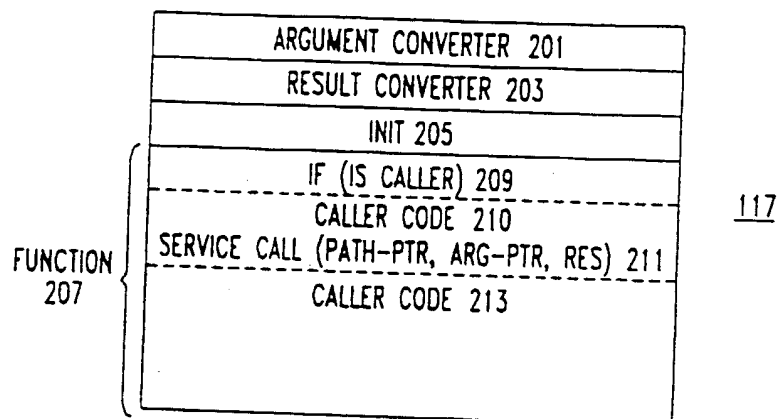 ARGUMENT CONVERTER 201
RESULT CONVERTER 203
INIT 205
IF (IS CALLER) 209
CALLER CODE 210
SERVICE CALL (PATH-PTR, ARG-PTR, RES) 211
CALLER CODE 213
FUNCTION
207
117